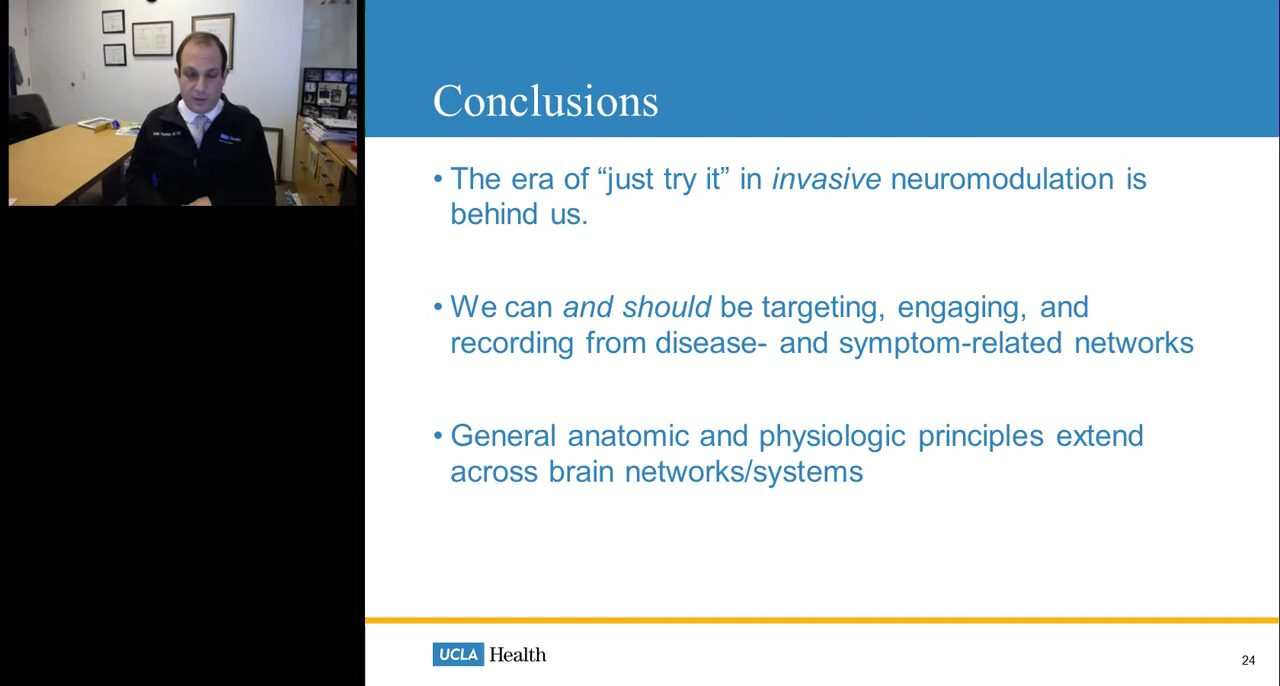 Conclusions
• The era of “just try it” in invasive neuromodulation is
behind us.
• We can and should be targeting, engaging, and
recording from disease- and symptom-related networks
• General anatomic and physiologic principles extend
across brain networks/systems
UCLA Health
24
UCLA Health